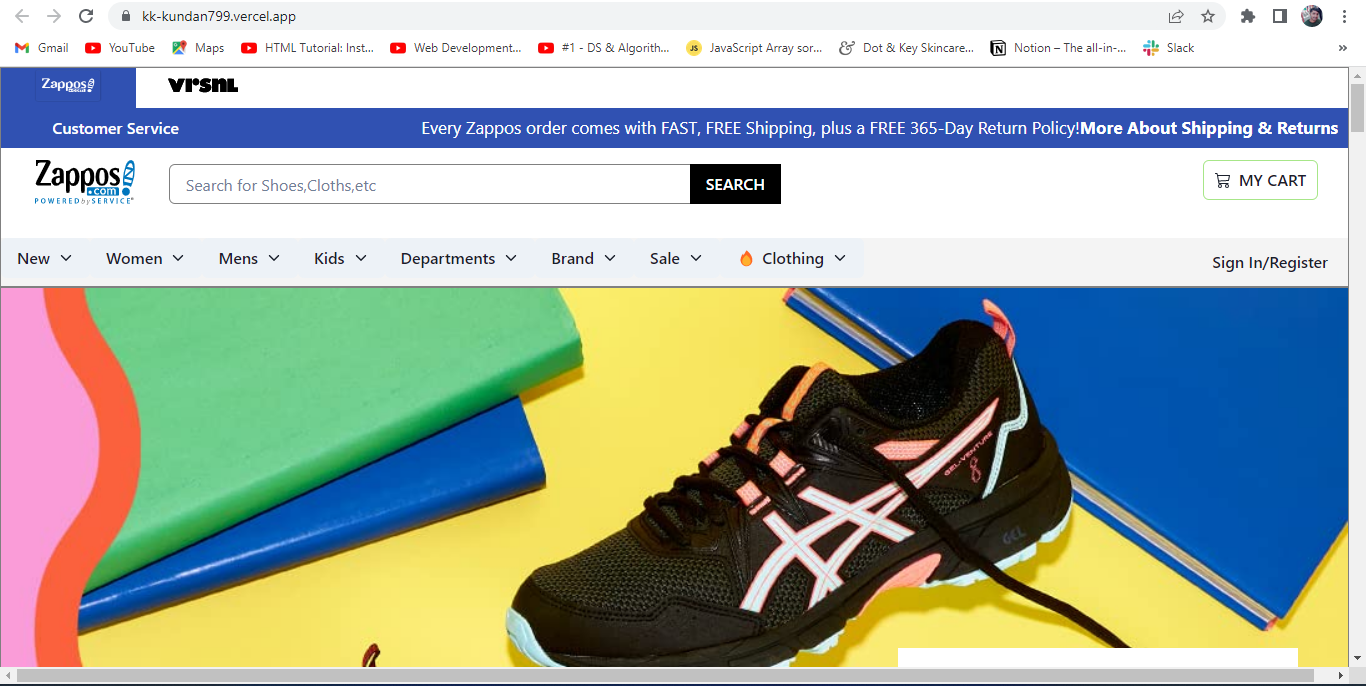 kk-kundan799.vercel.app
Gmail YouTube Maps HTML Tutorial: Inst... Web Development... #1 - DS & Algorith... JS JavaScript Array sor... Dot & Key Skincare... Notion – The all-in-... Slack »
Zappos vrsnl
Customer Service Every Zappos order comes with FAST, FREE Shipping, plus a FREE 365-Day Return Policy!More About Shipping & Returns
Zappos
.com
POWERED by SERVICE
Search for Shoes,Cloths,etc SEARCH MY CART
New Women Mens Kids Departments Brand Sale Clothing Sign In/Register
GEL-VENTURE 8
GEL